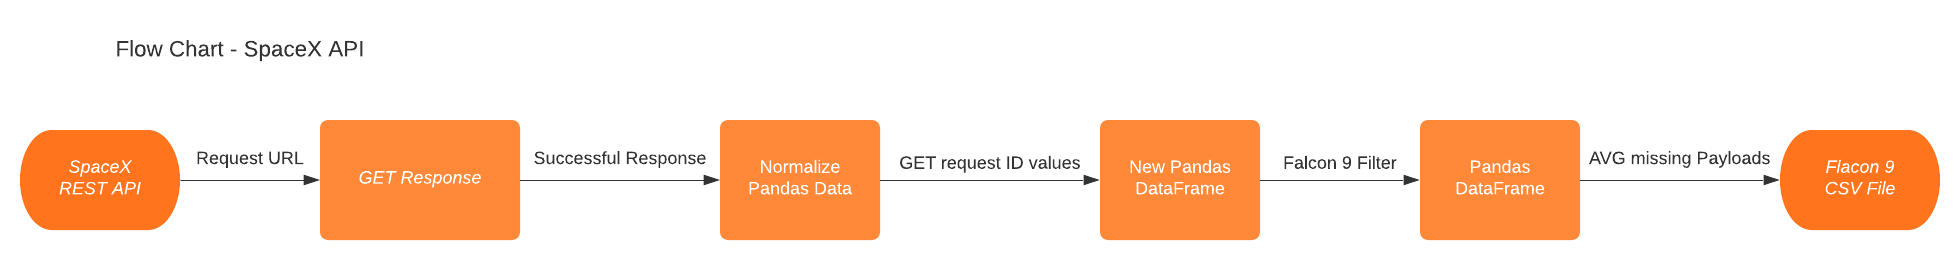 Flow Chart - SpaceX API
SpaceX
REST API
Request URL
GET Response
Successful Response
Normalize
Pandas Data
GET request ID values
New Pandas
DataFrame
Falcon 9 Filter
Pandas
DataFrame
AVG missing Payloads
Flacon 9
CSV File